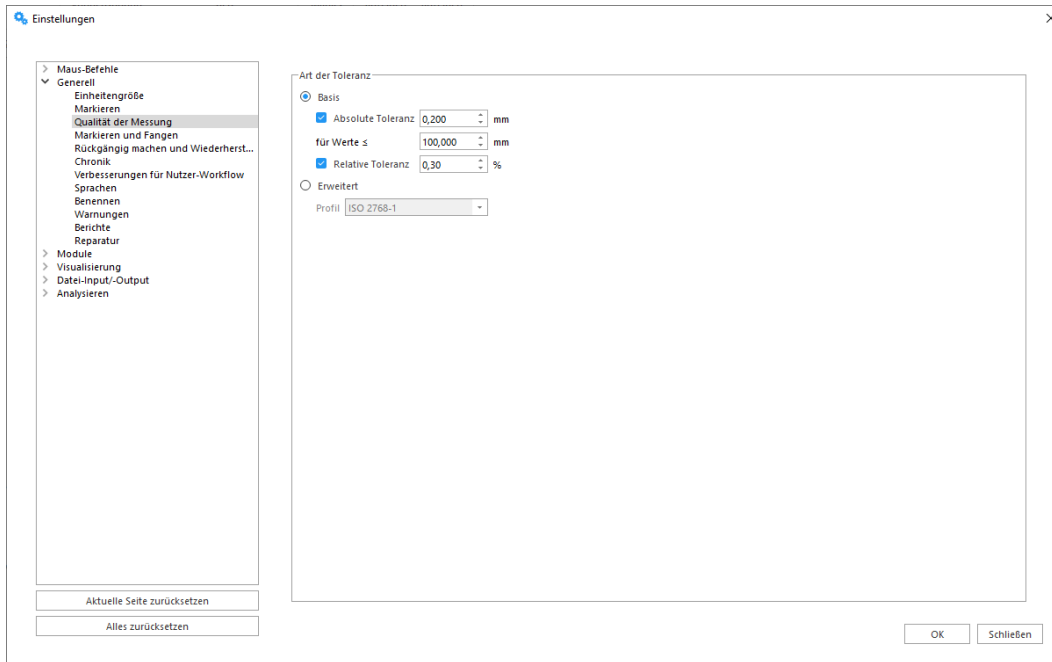 Einstellungen
Maus-Befehle
Generell
Einheitengröße
Markieren
Qualität der Messung
Markieren und Fangen
Rückgängig machen und Wiederherst...
Chronik
Verbesserungen für Nutzer-Workflow
Sprachen
Benennen
Warnungen
Berichte
Reparatur
Module
Visualisierung
Datei-Input/-Output
Analysieren
Aktuelle Seite zurücksetzen
Alles zurücksetzen
Art der Toleranz
Basis
Absolute Toleranz 0,200 mm
für Werte ≤ 100,000 mm
Relative Toleranz 0,30 %
Erweitert
Profil ISO 2768-1
OK Schließen